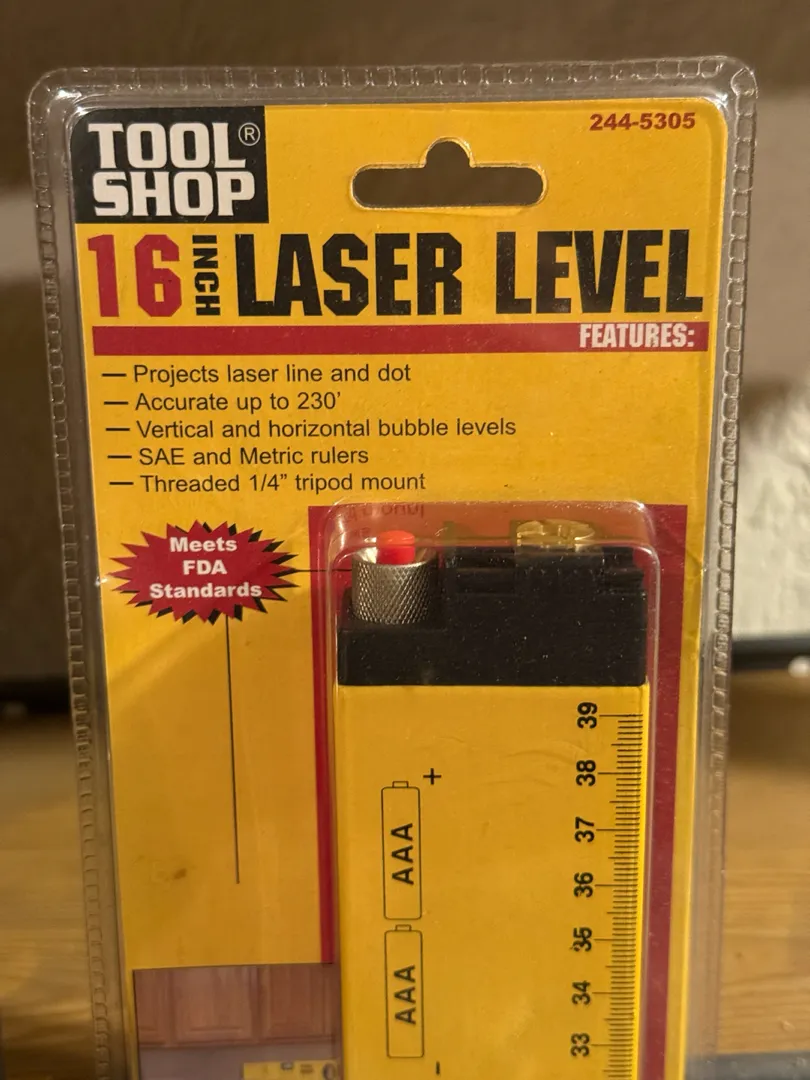 244-5305
TOOL®
SHOP
16 INCH LASER LEVEL
FEATURES:
— Projects laser line and dot
— Accurate up to 230’
— Vertical and horizontal bubble levels
— SAE and Metric rulers
— Threaded 1/4” tripod mount
Meets
FDA
Standards
39
38
+
37
AAA
36
35
34
AAA
33
-